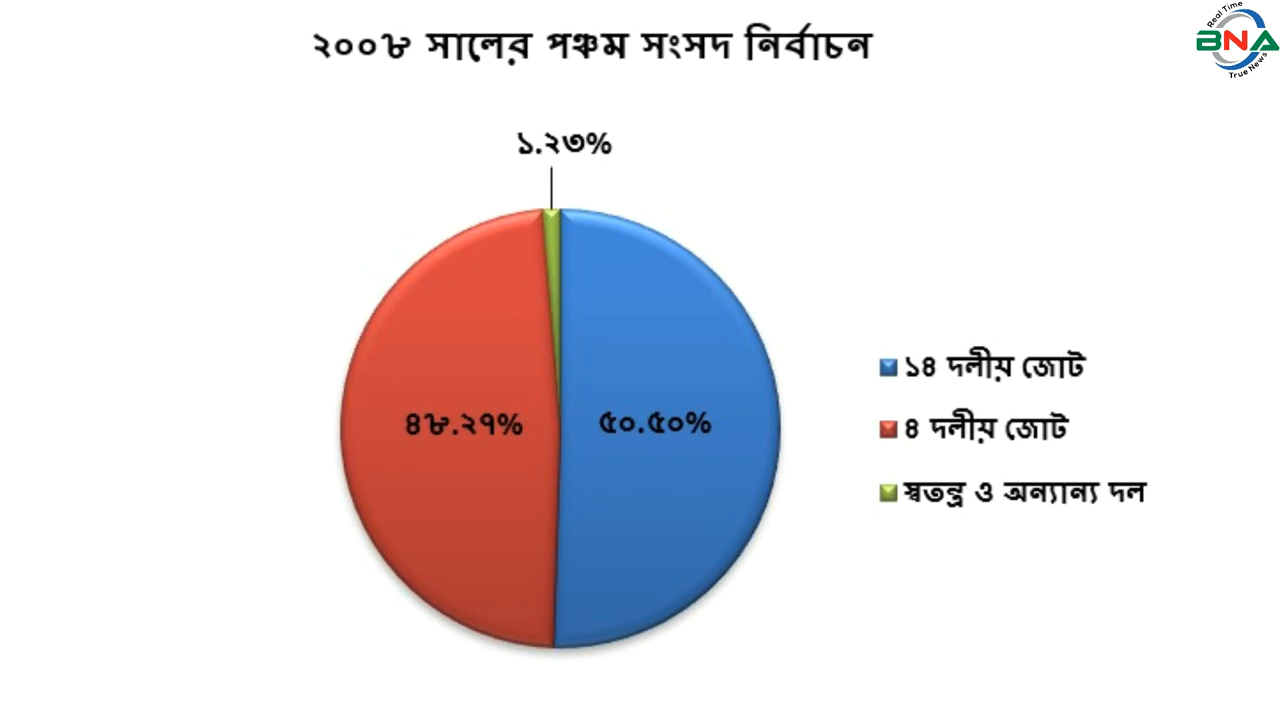 ২০০৮ সালের পঞ্চম সংসদ নির্বাচন
Real Time
BNA
True News
১.২৩%
৪৮.২৭%
৫০.৫০%
১৪ দলীয় জোট
৪ দলীয় জোট
স্বতন্ত্র ও অন্যান্য দল